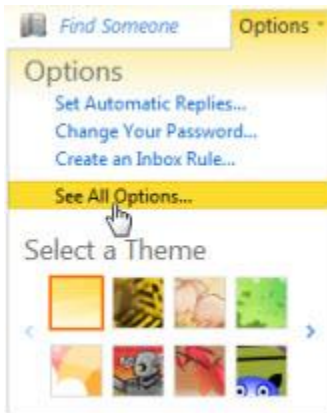 Find Someone Options
Options
Set Automatic Replies...
Change Your Password...
Create an Inbox Rule...
See All Options...
Select a Theme